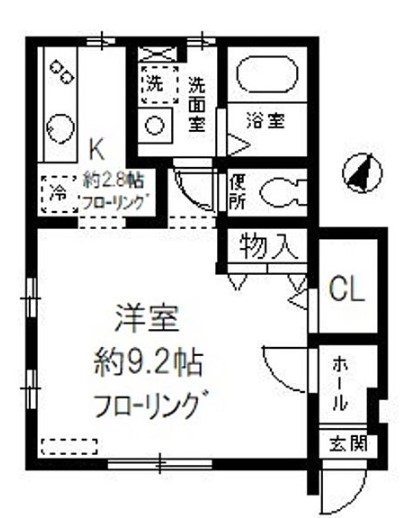 洗
洗面室
浴室
K
約2.8帖
フローリング
冷
便所
物入
CL
洋室
約9.2帖
フローリング
ホール
玄関